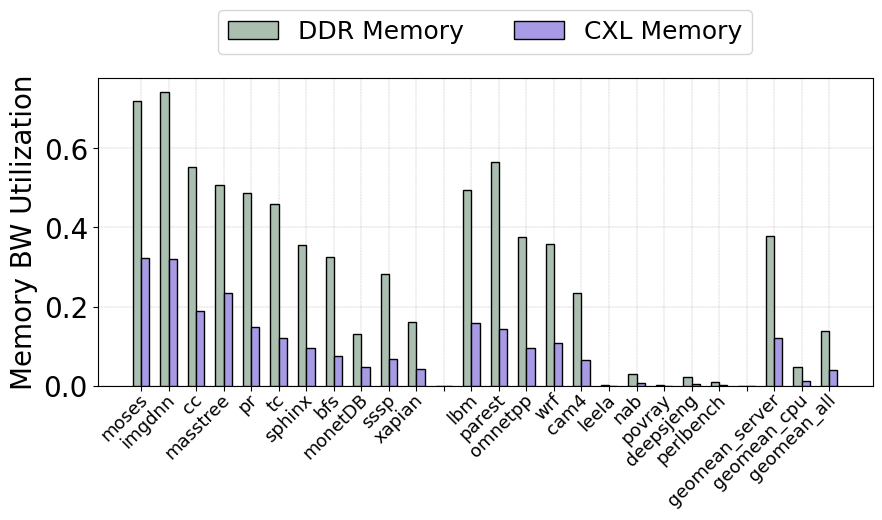 DDR Memory CXL Memory
Memory BW Utilization
0.6
0.4
0.2
0.0
moses
imgdnn
cc
masstree
pr
tc
sphinx
bfs
monetDB
sssp
xapian
lbm
parest
omnetpp
wrf
cam4
leela
nab
povray
deepsjeng
perlbench
geomean_server
geomean_cpu
geomean_all